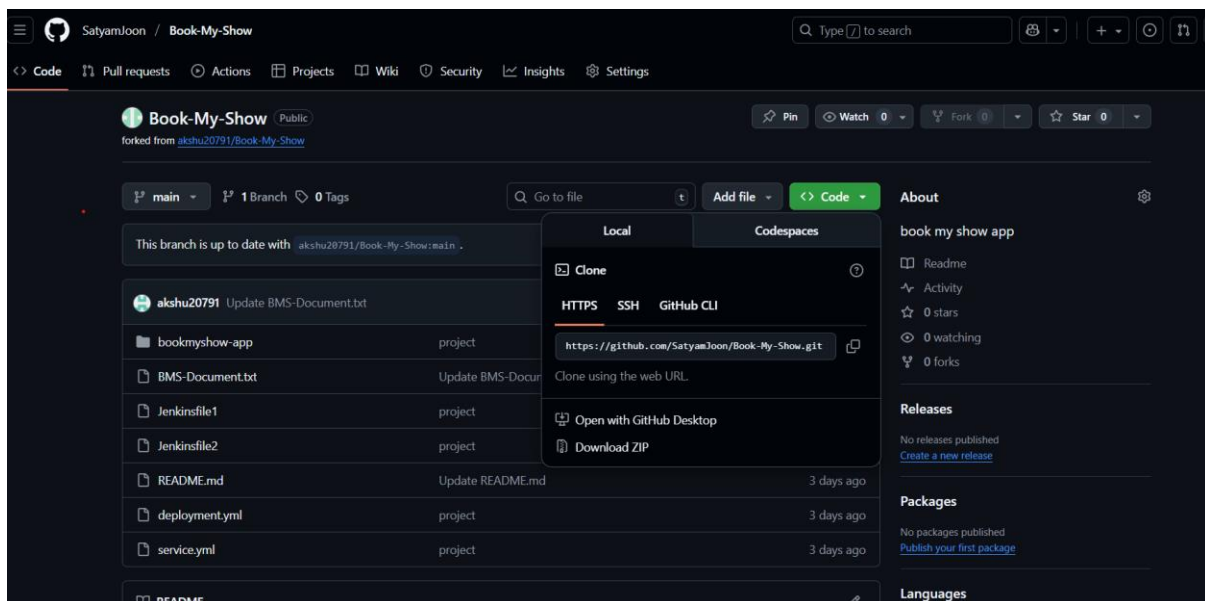 SatyamJoon / Book-My-Show
Type / to search
Code Pull requests Actions Projects Wiki Security Insights Settings
Book-My-Show Public
Pin Watch 0 Fork 0 Star 0
forked from akshu20791/Book-My-Show
main 1 Branch 0 Tags
Go to file t Add file Code
About
This branch is up to date with akshu20791/Book-My-Show:main .
Local Codespaces
book my show app
Clone
Readme
Activity
0 stars
0 watching
0 forks
HTTPS SSH GitHub CLI
https://github.com/SatyamJoon/Book-My-Show.git
Clone using the web URL.
Open with GitHub Desktop
Download ZIP
akshu20791 Update BMS-Document.txt
bookmyshow-app project
BMS-Document.txt Update BMS-Docum
Jenkinsfile1 project
Jenkinsfile2 project
README.md Update README.md 3 days ago
deployment.yml project 3 days ago
service.yml project 3 days ago
README
Releases
No releases published
Create a new release
Packages
No packages published
Publish your first package
Languages